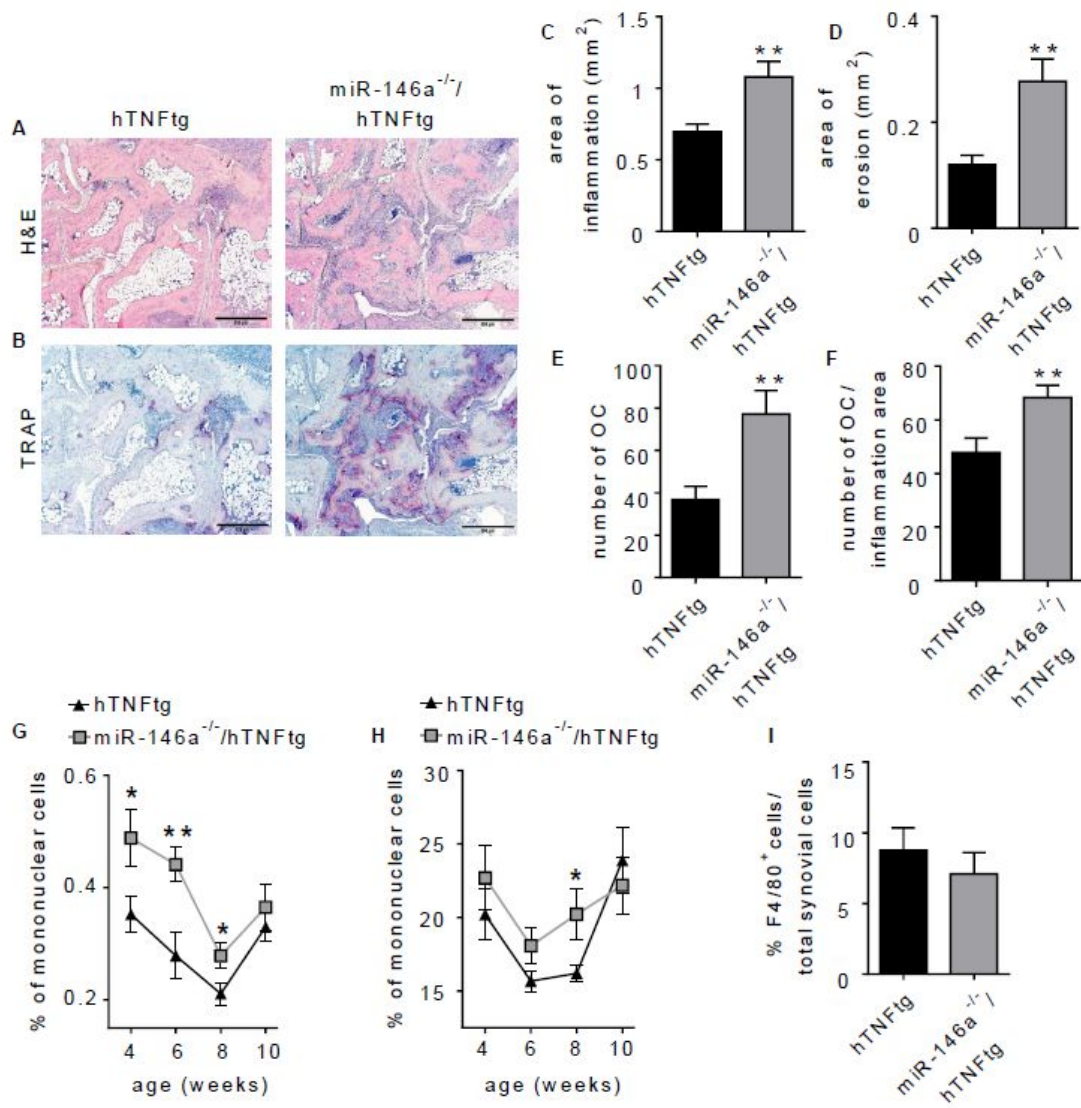 A
hTNFtg
miR-146a-/-/
hTNFtg
H&E
B
TRAP
C
area of
inflammation (mm2)
1.5
1
0.5
0
**
hTNFtg
miR-146a-/-/
hTNFtg
D
area of
erosion (mm2)
0.4
0.2
0
**
hTNFtg
miR-146a-/-/
hTNFtg
E
number of OC
100
80
60
40
20
0
**
hTNFtg
miR-146a-/-/
hTNFtg
F
number of OC/
inflammation area
80
60
40
20
0
**
hTNFtg
miR-146a-/-/
hTNFtg
G
hTNFtg
miR-146a-/-/hTNFtg
% of mononuclear cells
0.6
0.4
0.2
*
**
*
4 6 8 10
age (weeks)
H
hTNFtg
miR-146a-/-/hTNFtg
% of mononuclear cells
30
25
20
15
*
4 6 8 10
age (weeks)
I
% F4/80+ cells/
total synovial cells
15
10
5
0
hTNFtg
miR-146a-/-/
hTNFtg